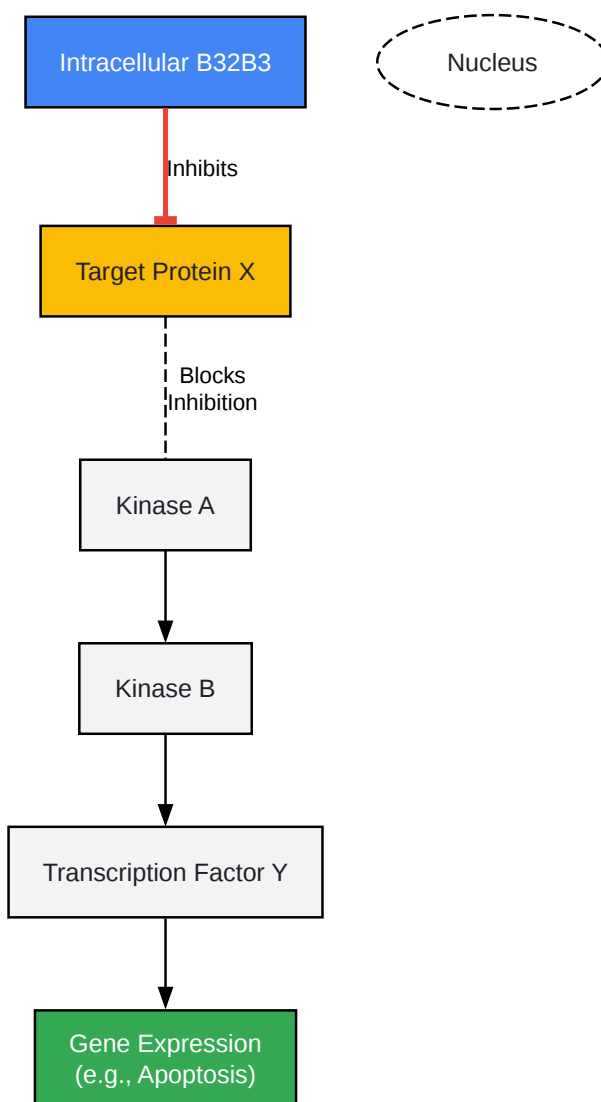 Intracellular B32B3
Nucleus
Inhibits
Target Protein X
Blocks
Inhibition
Kinase A
Kinase B
Transcription Factor Y
Gene Expression
(e.g., Apoptosis)